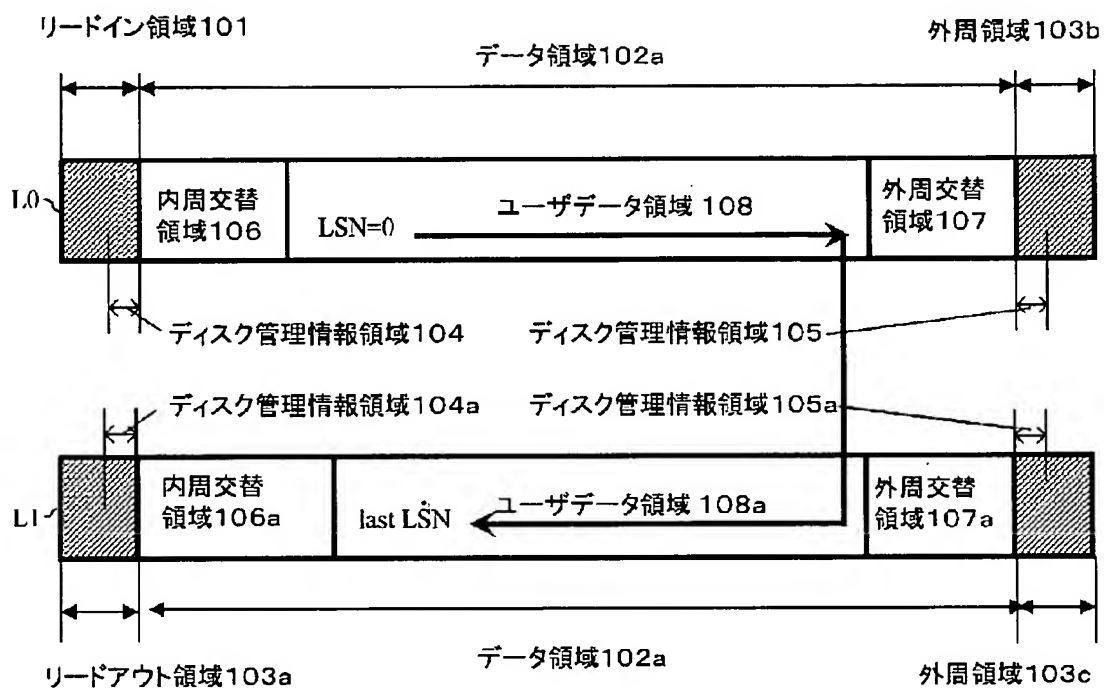 リードイン領域101
外周領域103b
データ領域102a
L0
内周交替
領域106
LSN=0
ユーザデータ領域 108
外周交替
領域107
ディスク管理情報領域104
ディスク管理情報領域105
ディスク管理情報領域104a
ディスク管理情報領域105a
L1
内周交替
領域106a
last LSN
ユーザデータ領域 108a
外周交替
領域107a
リードアウト領域103a
データ領域102a
外周領域103c